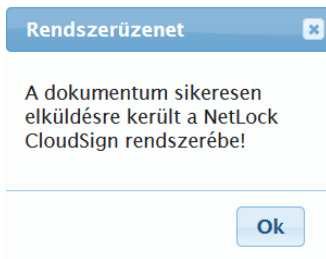 Rendszerüzenet
A dokumentum sikeresen
elküldésre került a NetLock
CloudSign rendszerébe!
Ok